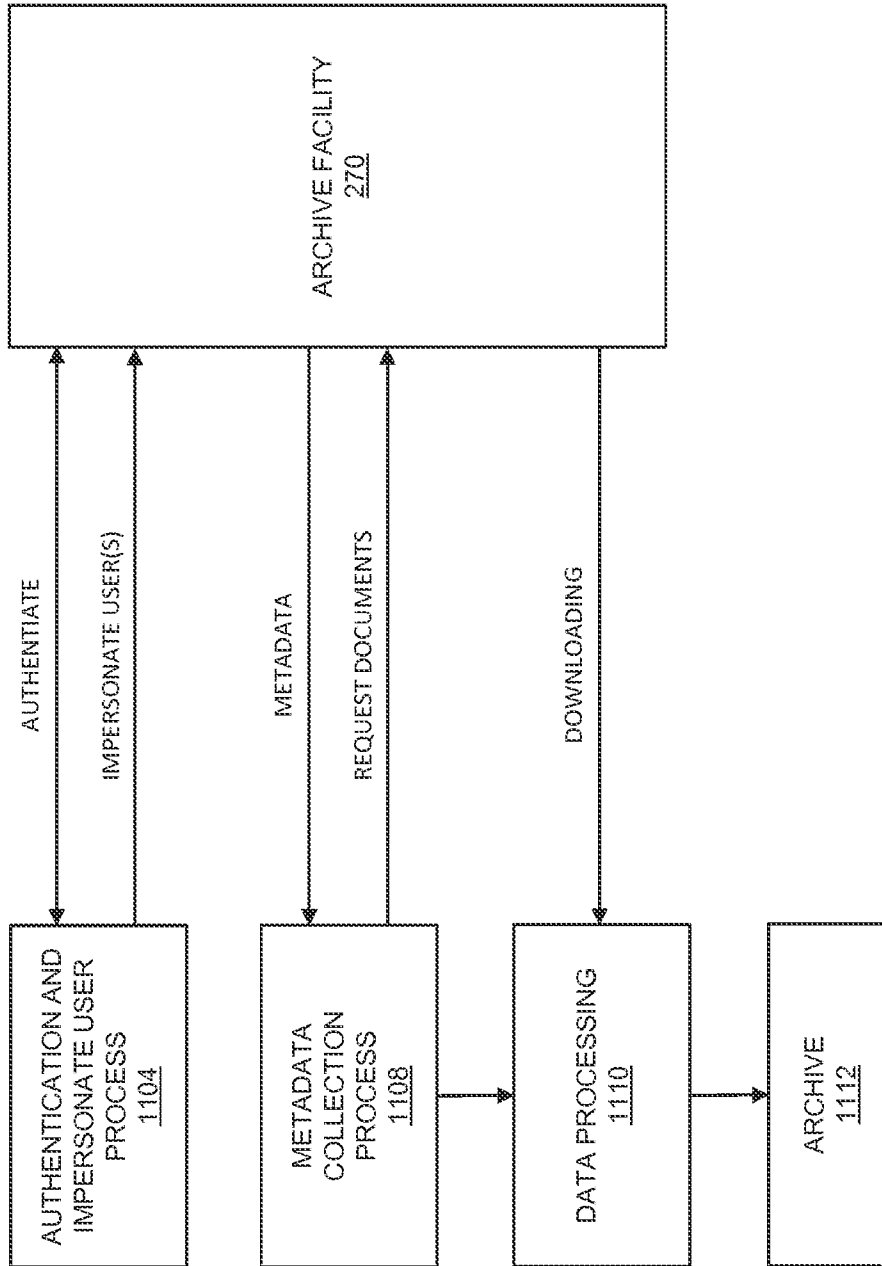 AUTHENTICATION AND
IMPERSONATE USER
PROCESS
1104
AUTHENTIATE
IMPERSONATE USER(S)
ARCHIVE FACILITY
270
METADATA
COLLECTION
PROCESS
1108
METADATA
REQUEST DOCUMENTS
DATA PROCESSING
1110
DOWNLOADING
ARCHIVE
1112